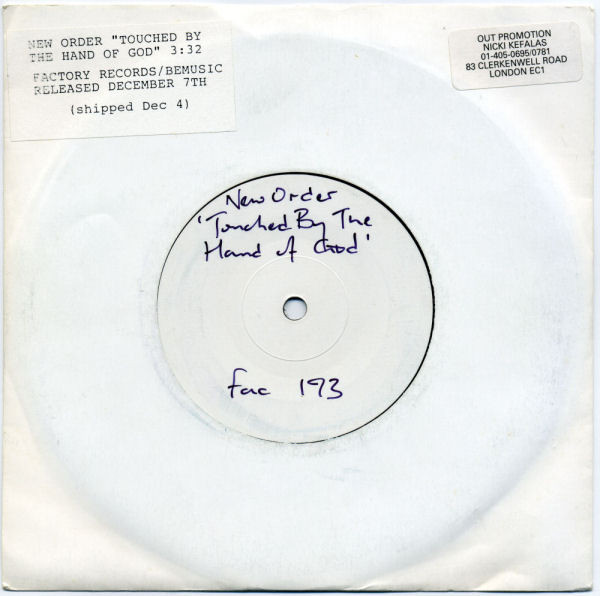 NEW ORDER "TOUCHED BY
THE HAND OF GOD" 3:32
FACTORY RECORDS/BEMUSIC
RELEASED DECEMBER 7TH
(shipped Dec 4)
OUT PROMOTION
NICKI KEFALAS
01-405-0695/0781
83 CLERKENWELL ROAD
LONDON EC1
New Order
'Touched By The
Hand of God'
fac 193